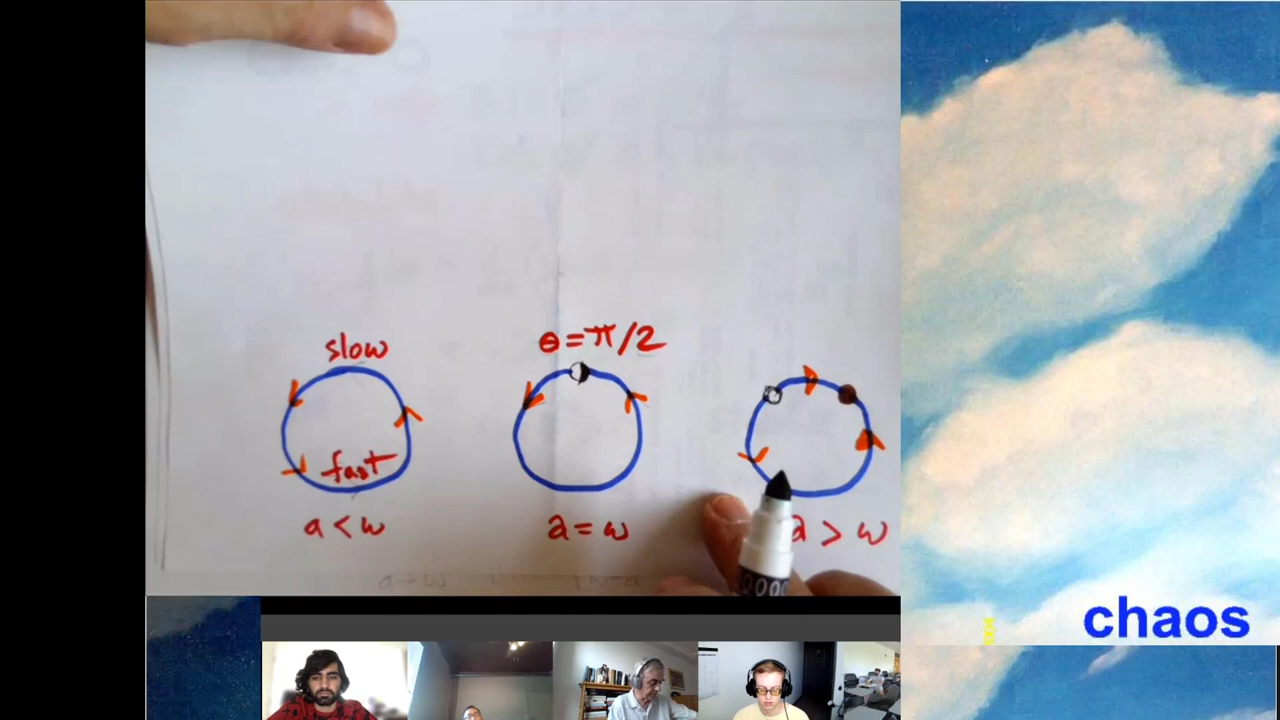 slow
θ = π/2
fast
a < ω
a = ω
a > ω
chaos